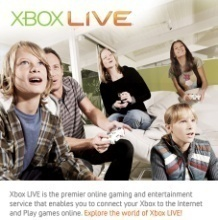 XBOX LIVE
Xbox LIVE is the premier online gaming and entertainment
service that enables you to connect your Xbox to the Internet
and Play games online. Explore the world of Xbox LIVE!